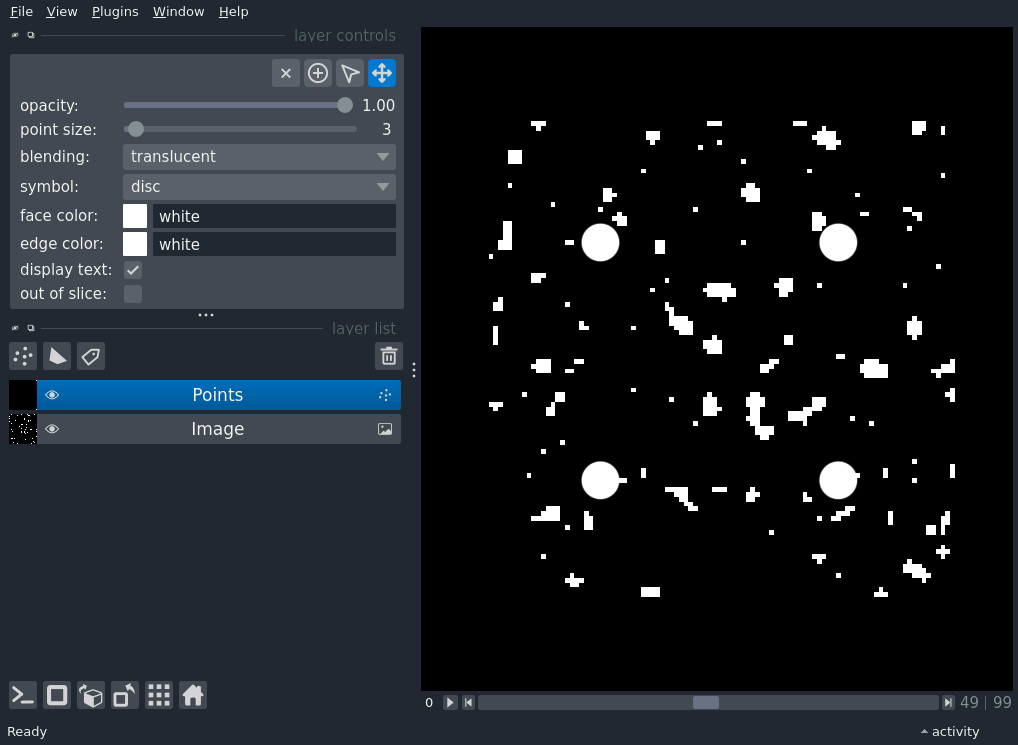 File View Plugins Window Help
layer controls
opacity: 1.00
point size: 3
blending: translucent
symbol: disc
face color: white
edge color: white
display text:
out of slice:
layer list
Points
Image
0 49 | 99
Ready activity